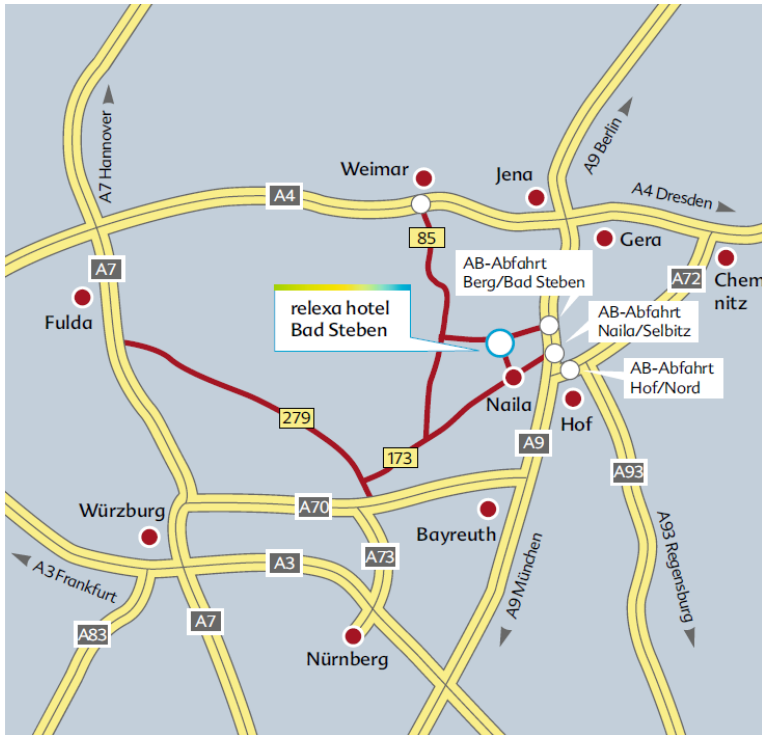 A7 Hannover
A9 Berlin
Weimar
Jena
A4 Dresden
A4
85
Gera
A7
AB-Abfahrt
Berg/Bad Steben
A72
Chem
nitz
Fulda
relexa hotel
Bad Steben
AB-Abfahrt
Naila/Selbitz
AB-Abfahrt
Hof/Nord
Naila
Hof
279
173
A9
A93
A70
Würzburg
Bayreuth
A73
A3
A3 Frankfurt
A9 München
A93 Regensburg
A83
A7
Nürnberg